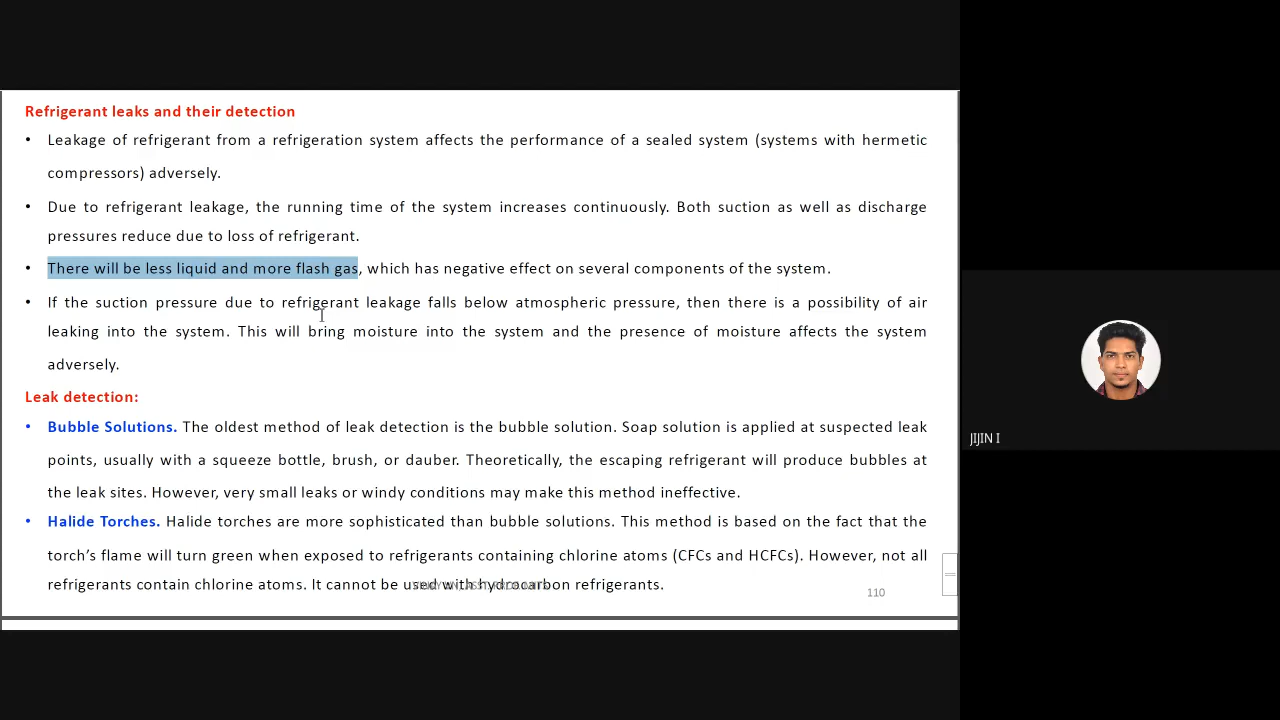 Refrigerant leaks and their detection
• Leakage of refrigerant from a refrigeration system affects the performance of a sealed system (systems with hermetic
compressors) adversely.
• Due to refrigerant leakage, the running time of the system increases continuously. Both suction as well as discharge
pressures reduce due to loss of refrigerant.
• There will be less liquid and more flash gas, which has negative effect on several components of the system.
• If the suction pressure due to refrigerant leakage falls below atmospheric pressure, then there is a possibility of air
leaking into the system. This will bring moisture into the system and the presence of moisture affects the system
adversely.
Leak detection:
• Bubble Solutions. The oldest method of leak detection is the bubble solution. Soap solution is applied at suspected leak
points, usually with a squeeze bottle, brush, or dauber. Theoretically, the escaping refrigerant will produce bubbles at
the leak sites. However, very small leaks or windy conditions may make this method ineffective.
• Halide Torches. Halide torches are more sophisticated than bubble solutions. This method is based on the fact that the
torch's flame will turn green when exposed to refrigerants containing chlorine atoms (CFCs and HCFCs). However, not all
refrigerants contain chlorine atoms. It cannot be used with hydrocarbon refrigerants.
110
JIJIN I